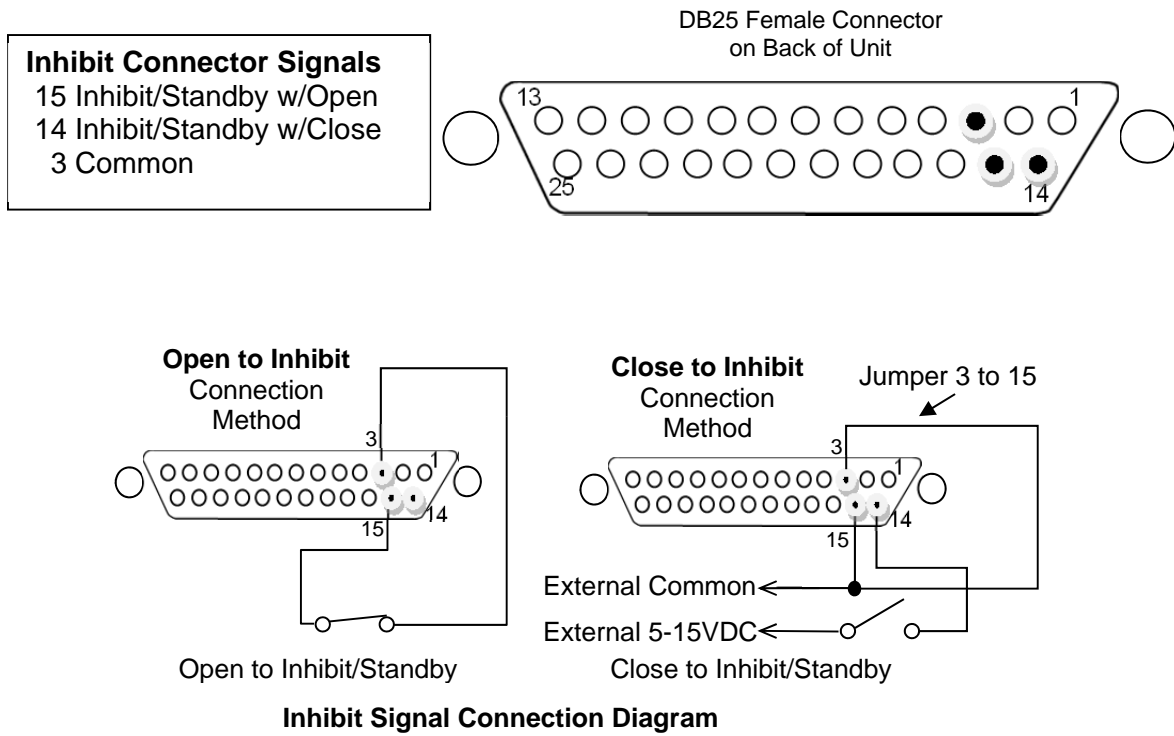 DB25 Female Connector
on Back of Unit
Inhibit Connector Signals
15 Inhibit/Standby w/Open
14 Inhibit/Standby w/Close
3 Common
13
1
25
14
Open to Inhibit
Connection
Method
3
1
14
15
Open to Inhibit/Standby
Close to Inhibit
Connection
Method
Jumper 3 to 15
3
1
14
15
External Common
External 5-15VDC
Close to Inhibit/Standby
Inhibit Signal Connection Diagram